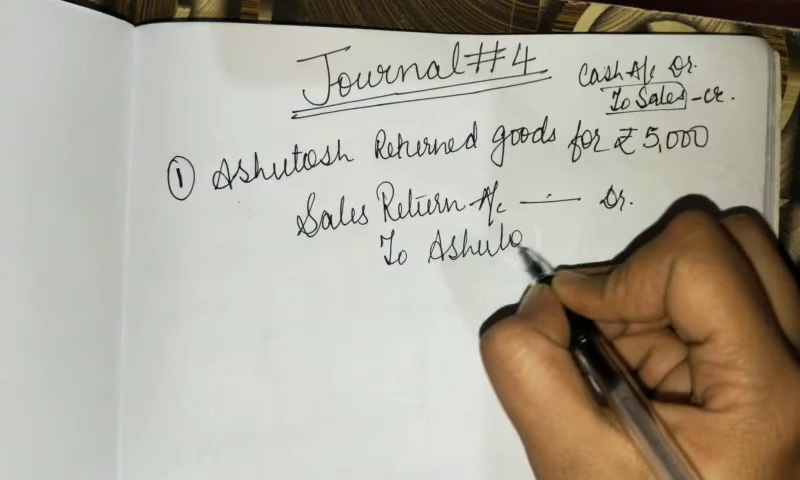 Journal #4
Cash A/c Dr.
To Sales - cr.
① Ashutosh Returned goods for ₹ 5,000
Sales Return A/c — Dr.
To Ashuto